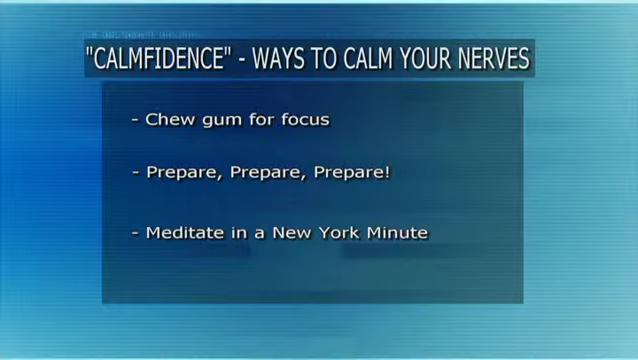 "CALMFIDENCE" - WAYS TO CALM YOUR NERVES
- Chew gum for focus
- Prepare, Prepare, Prepare!
- Meditate in a New York Minute